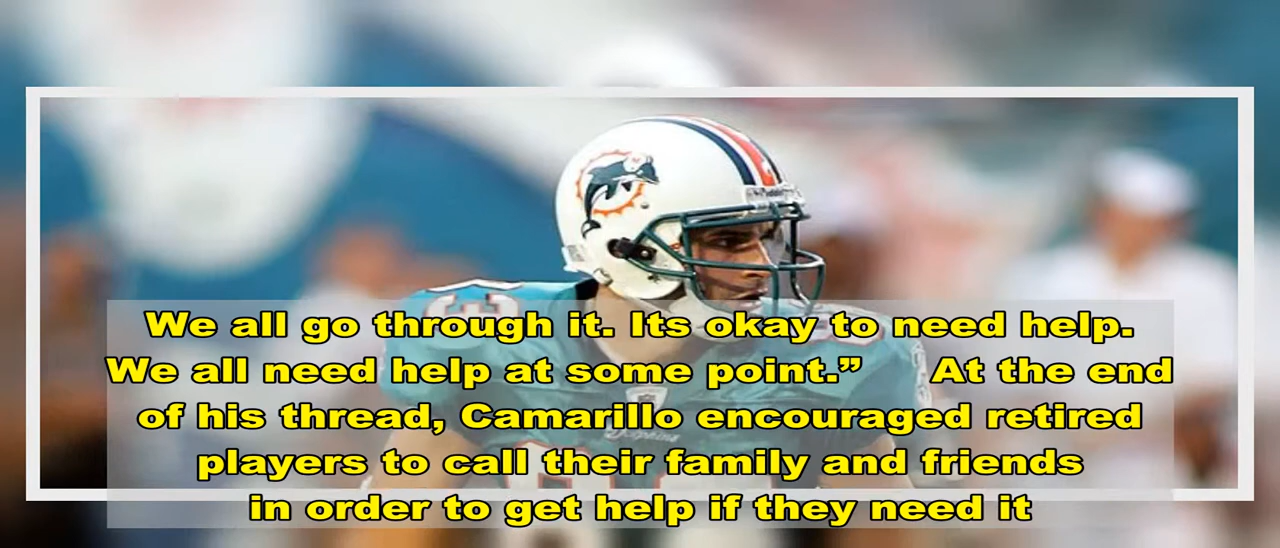 We all go through it. Its okay to need help.
We all need help at some point.”     At the end
of his thread, Camarillo encouraged retired
players to call their family and friends
in order to get help if they need it
Dolphins